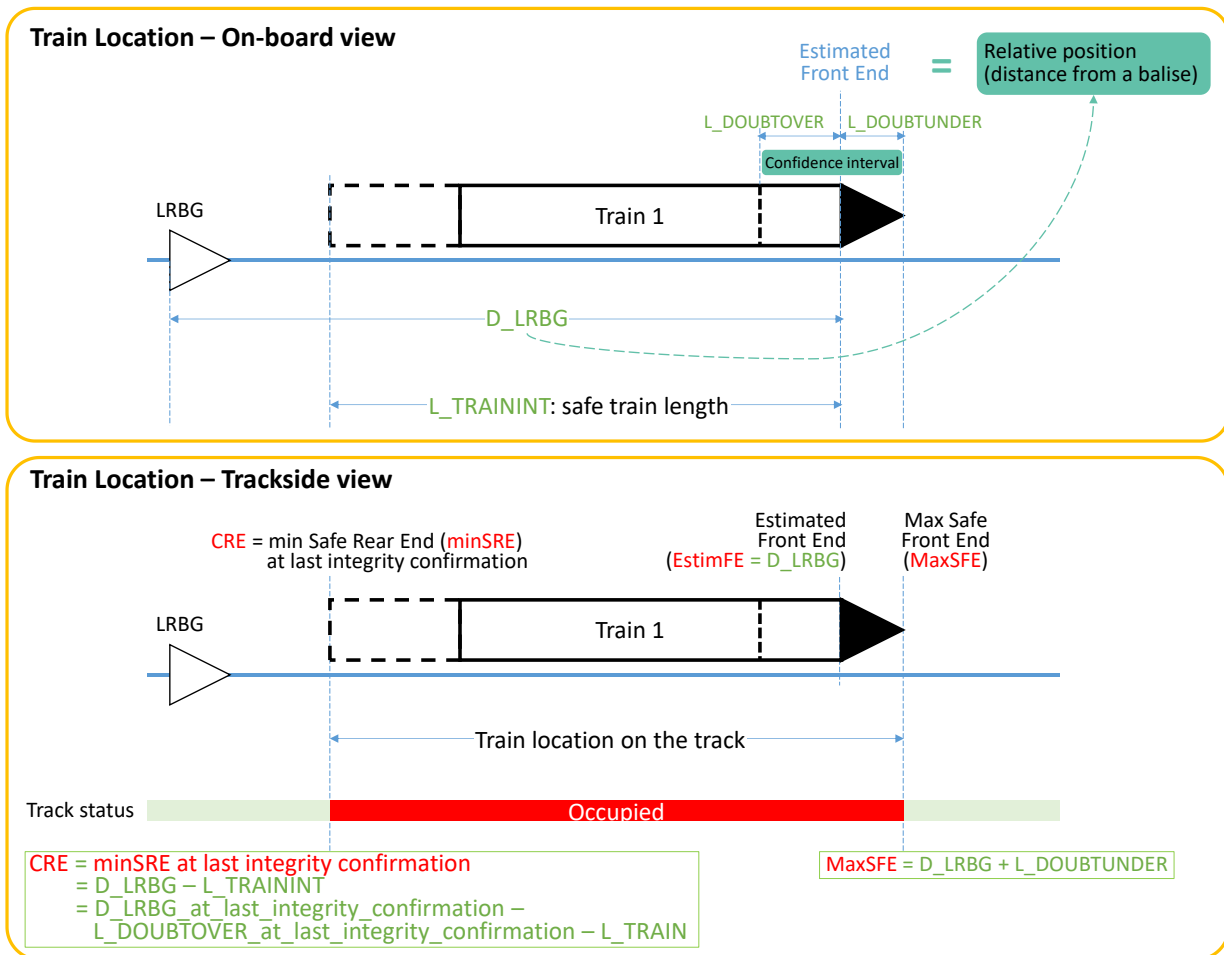 Train Location – On-board view
Estimated
Front End
=
Relative position
(distance from a balise)
L_DOUBTOVER
L_DOUBTUNDER
Confidence interval
LRBG
Train 1
D_LRBG
L_TRAININT: safe train length
Train Location – Trackside view
CRE = min Safe Rear End (minSRE)
at last integrity confirmation
Estimated
Front End
(EstimFE = D_LRBG)
Max Safe
Front End
(MaxSFE)
LRBG
Train 1
Train location on the track
Track status
Occupied
CRE = minSRE at last integrity confirmation
= D_LRBG – L_TRAININT
= D_LRBG_at_last_integrity_confirmation –
L_DOUBTOVER_at_last_integrity_confirmation – L_TRAIN
MaxSFE = D_LRBG + L_DOUBTUNDER